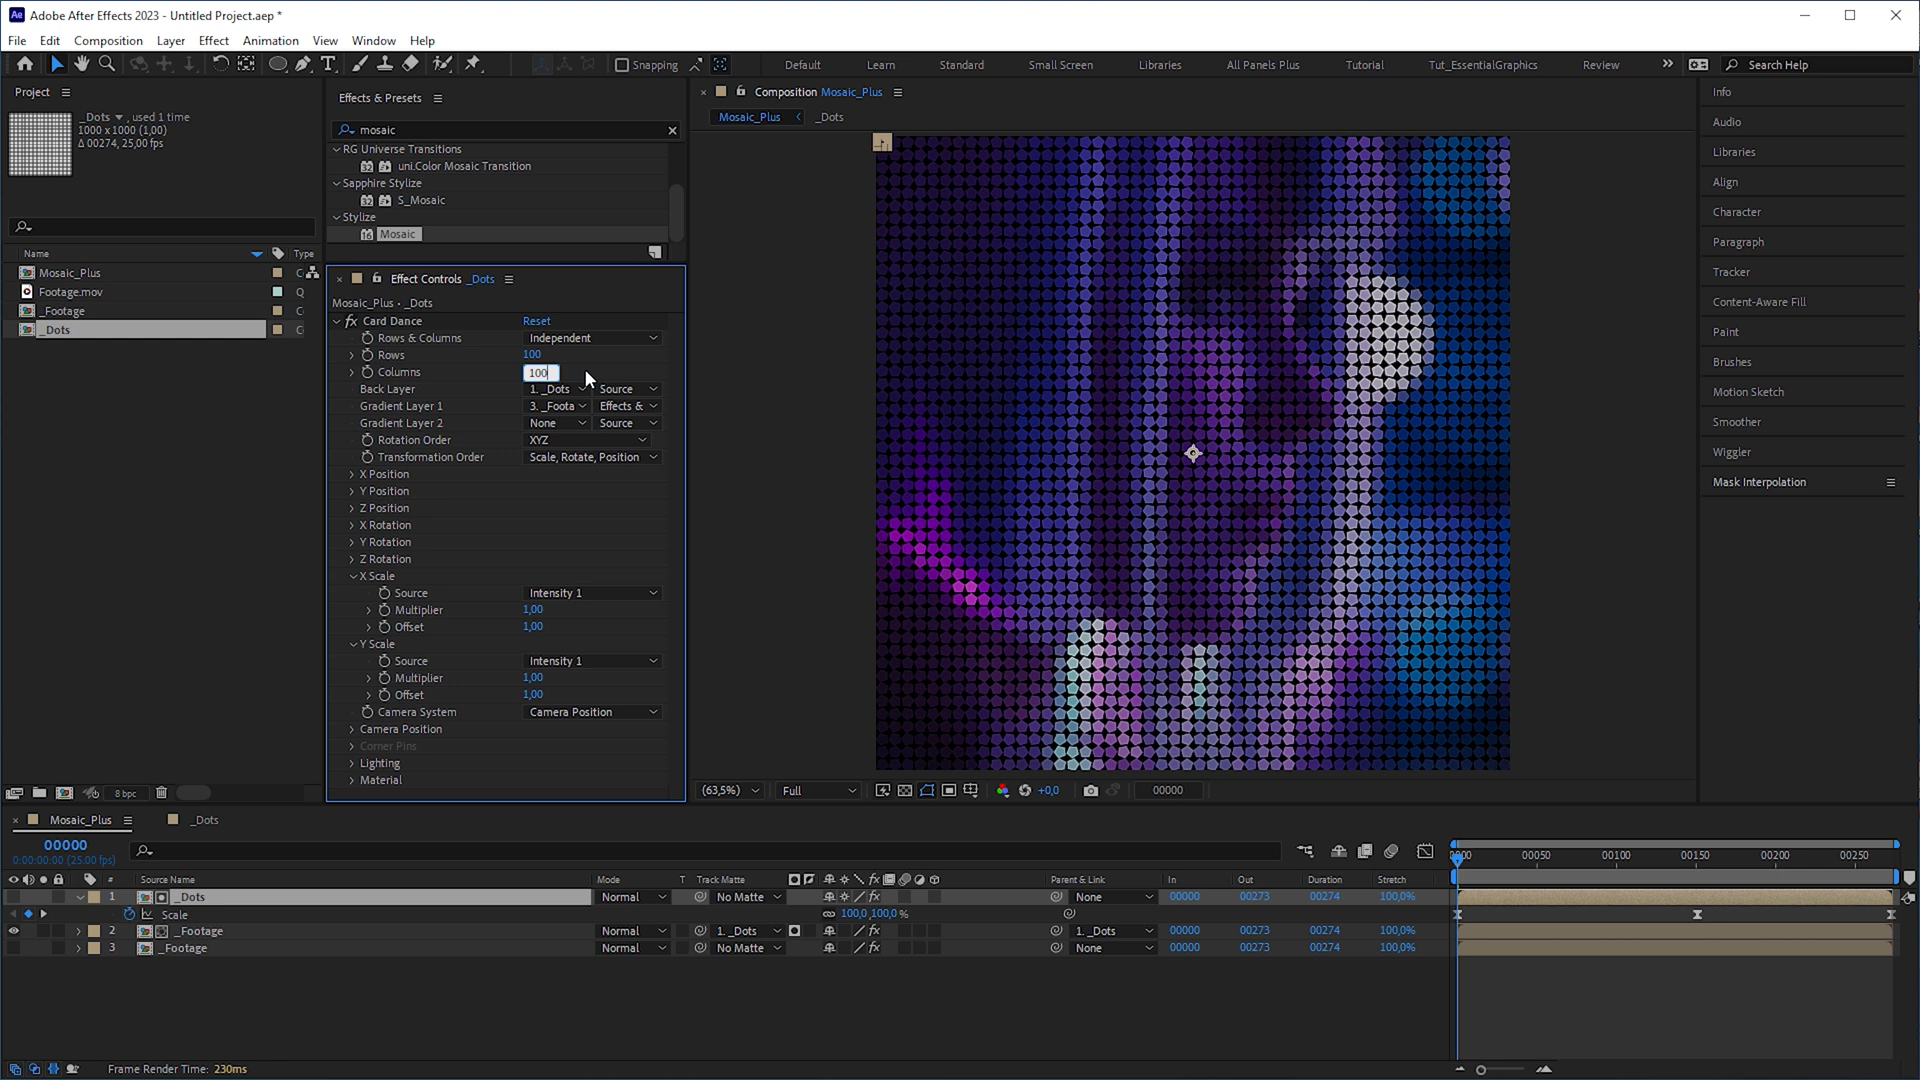 Adobe After Effects 2023 - Untitled Project.aep *
File Edit Composition Layer Effect Animation View Window Help
Snapping Default Learn Standard Small Screen Libraries All Panels Plus Tutorial Tut_EssentialGraphics Review Search Help
Project
_Dots , used 1 time
1000 x 1000 (1,00)
Δ 00274, 25,00 fps)
Name Type
Mosaic_Plus C
Footage.mov Q
_Footage C
_Dots C
8 bpc
Effects & Presets
mosaic
RG Universe Transitions
32 uni.Color Mosaic Transition
Sapphire Stylize
32 S_Mosaic
Stylize
16 Mosaic
Effect Controls _Dots
Mosaic_Plus · _Dots
fx Card Dance Reset
Rows & Columns Independent
Rows 100
Columns 100
Back Layer 1. _Dots Source
Gradient Layer 1 3. _Foota Effects &
Gradient Layer 2 None Source
Rotation Order XYZ
Transformation Order Scale, Rotate, Position
X Position
Y Position
Z Position
X Rotation
Y Rotation
Z Rotation
X Scale
Source Intensity 1
Multiplier 1,00
Offset 1,00
Y Scale
Source Intensity 1
Multiplier 1,00
Offset 1,00
Camera System Camera Position
Camera Position
Corner Pins
Lighting
Material
Composition Mosaic_Plus
Mosaic_Plus _Dots
(63,5%) Full +0,0 00000
Info
Audio
Libraries
Align
Character
Paragraph
Tracker
Content-Aware Fill
Paint
Brushes
Motion Sketch
Smoother
Wiggler
Mask Interpolation
Mosaic_Plus _Dots
00000
0:00:00:00 (25.00 fps)
0000 00050 00100 00150 00200 00250
# Source Name Mode T Track Matte fx Parent & Link In Out Duration Stretch
1 _Dots Normal No Matte fx None 00000 00273 00274 100,0%
Scale 100,0 ,100,0 %
2 _Footage Normal 1. _Dots fx 1. _Dots 00000 00273 00274 100,0%
3 _Footage Normal No Matte fx None 00000 00273 00274 100,0%
Frame Render Time: 230ms